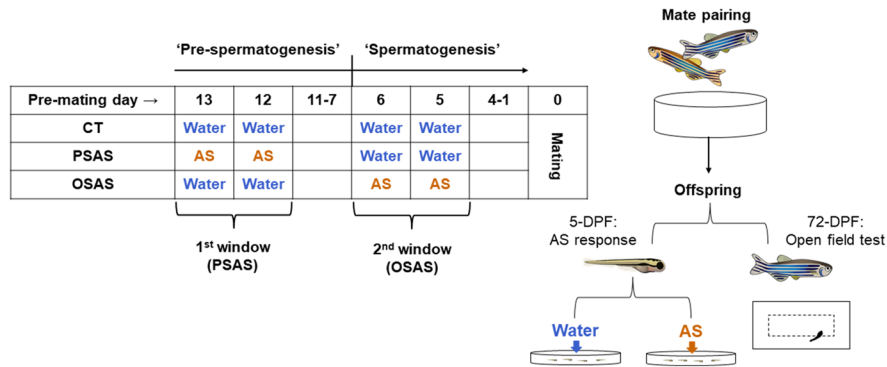 ‘Pre-spermatogenesis’ ‘Spermatogenesis’
Pre-mating day → 13 12 11-7 6 5 4-1 0
CT Water Water Water Water
PSAS AS AS Water Water
OSAS Water Water AS AS
Mating
1st window
(PSAS)
2nd window
(OSAS)
Mate pairing
Offspring
5-DPF:
AS response
72-DPF:
Open field test
Water AS